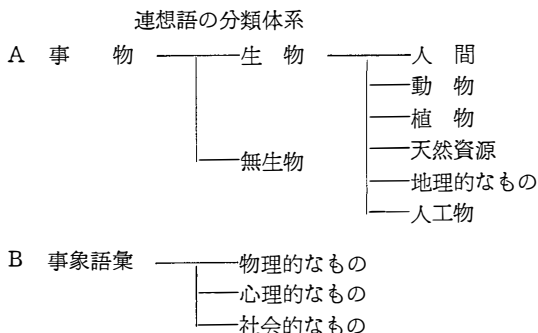 連想語の分類体系
A 事 物 生 物 人 間
動 物
植 物
無生物 天然資源
地理的なもの
人工物
B 事象語彙 物理的なもの
心理的なもの
社会的なもの